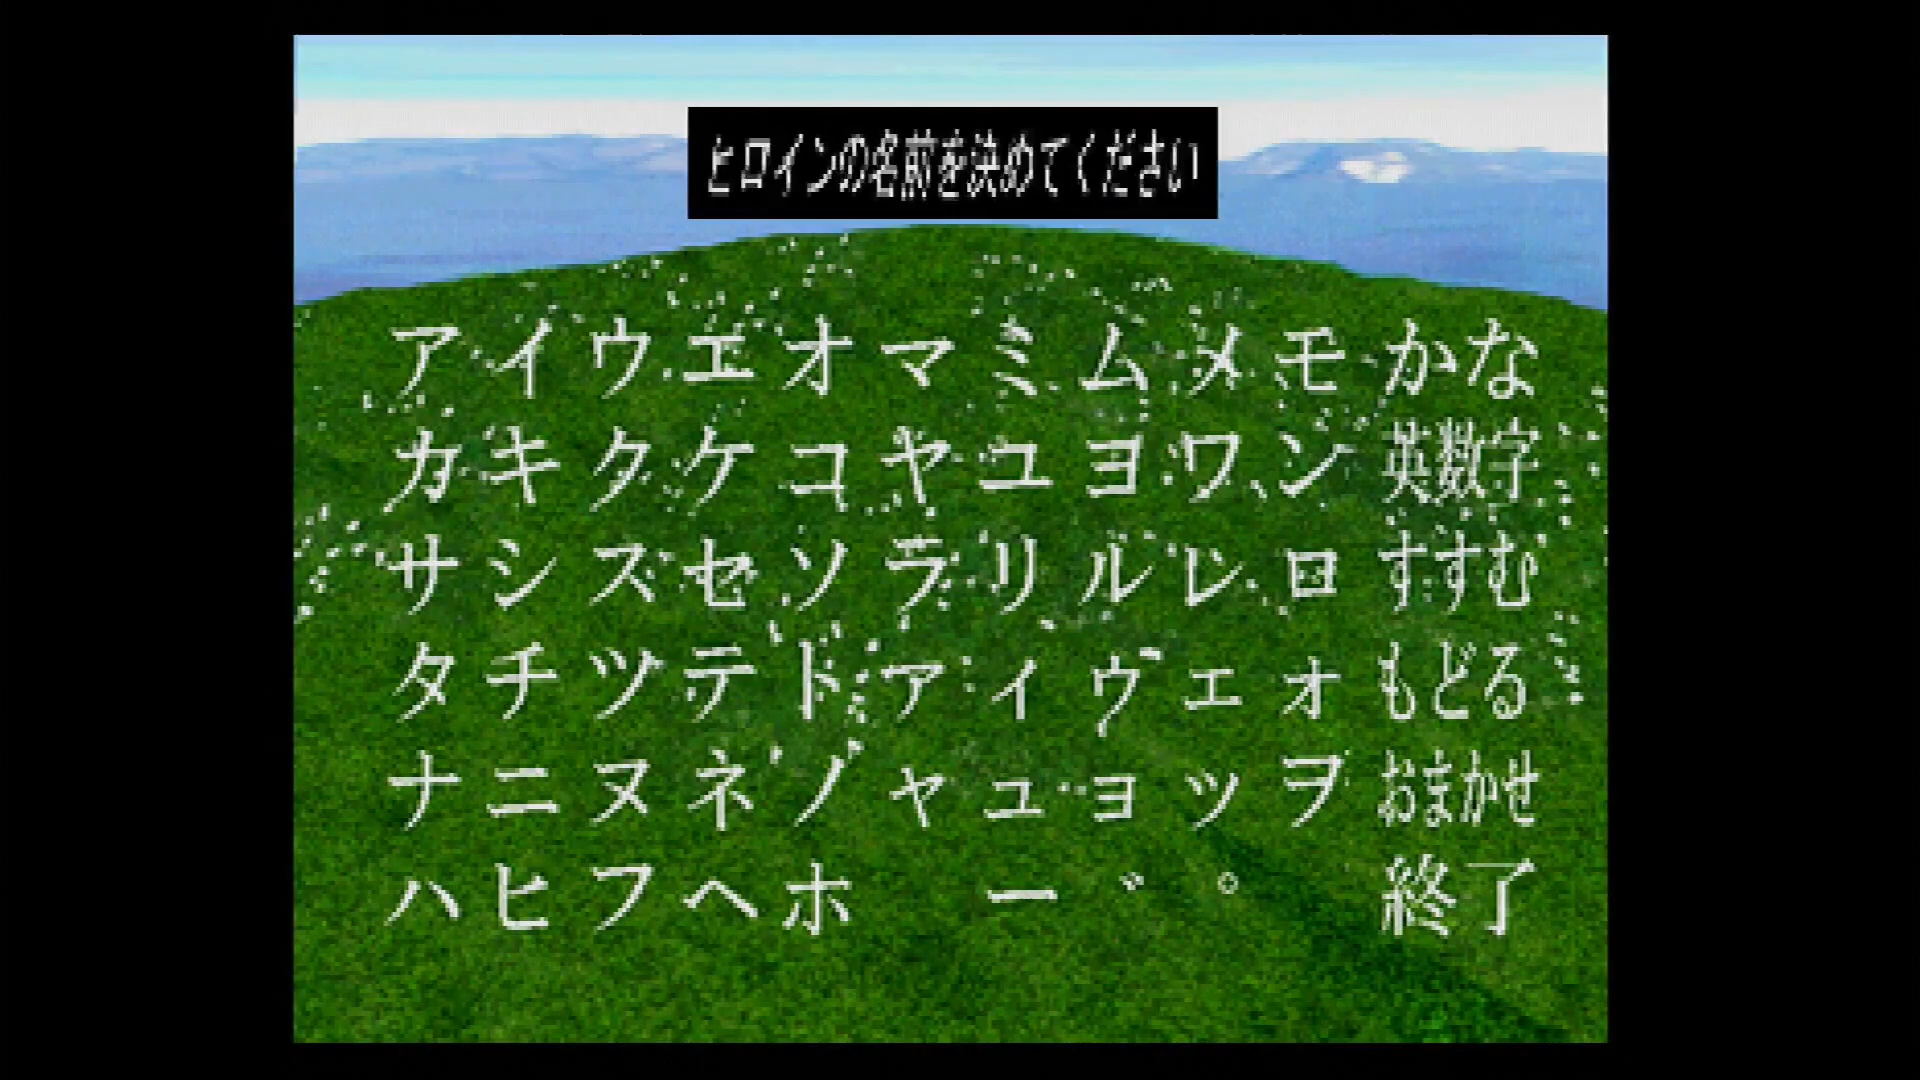 ヒロインの名前を決めてください
アイウエオマミムメモ かな
カキクケコヤユヨワン 英数字
サシスセソラリルレロ すすむ
タチツテトァィゥェォ もどる
ナニヌネノャュョッヲ おまかせ
ハヒフヘホ ー゛゜ 終了